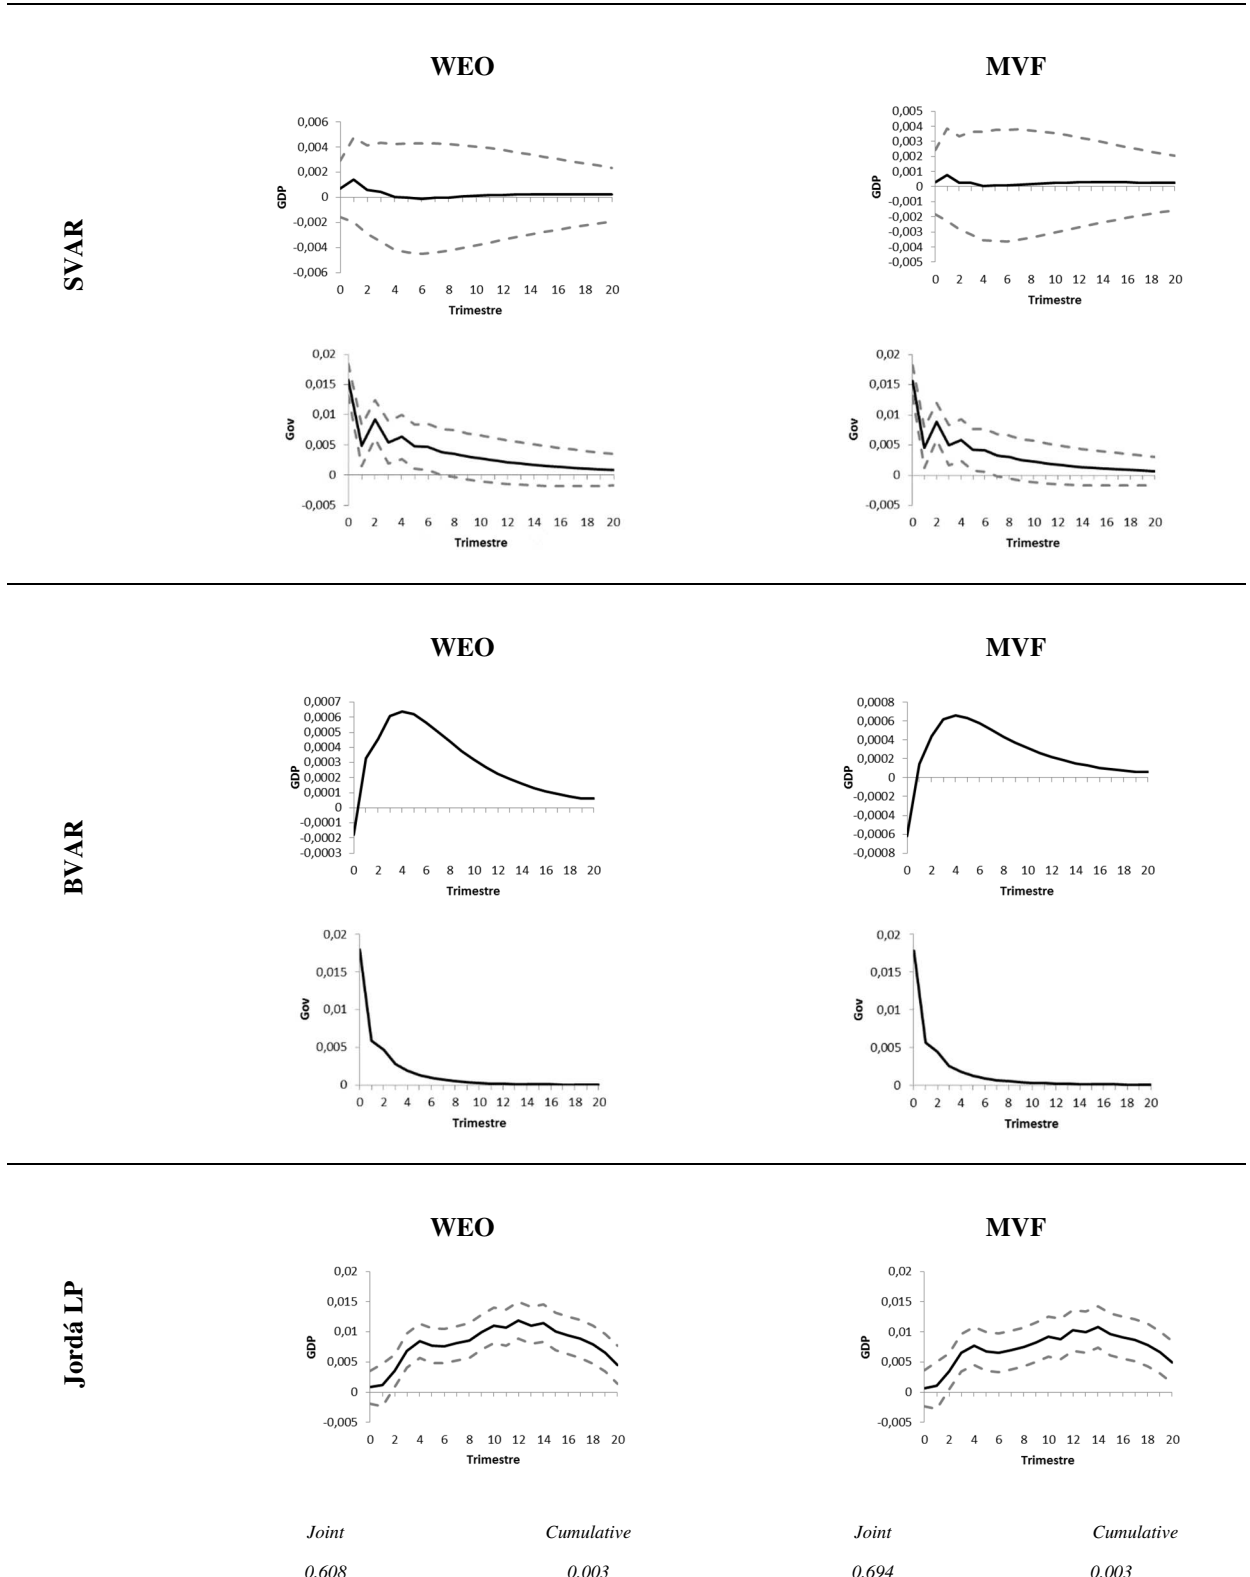 WEO MVF
SVAR
0,006
0,004
0,002
0
-0,002
-0,004
-0,006
GDP
0 2 4 6 8 10 12 14 16 18 20
Trimestre
0,005
0,004
0,003
0,002
0,001
0
-0,001
-0,002
-0,003
-0,004
-0,005
GDP
0 2 4 6 8 10 12 14 16 18 20
Trimestre
0,02
0,015
0,01
0,005
0
-0,005
Gov
0 2 4 6 8 10 12 14 16 18 20
Trimestre
0,02
0,015
0,01
0,005
0
-0,005
Gov
0 2 4 6 8 10 12 14 16 18 20
Trimestre
WEO MVF
BVAR
0,0007
0,0006
0,0005
0,0004
0,0003
0,0002
0,0001
0
-0,0001
-0,0002
-0,0003
GDP
0 2 4 6 8 10 12 14 16 18 20
Trimestre
0,0008
0,0006
0,0004
0,0002
0
-0,0002
-0,0004
-0,0006
-0,0008
GDP
0 2 4 6 8 10 12 14 16 18 20
Trimestre
0,02
0,015
0,01
0,005
0
Gov
0 2 4 6 8 10 12 14 16 18 20
Trimestre
0,02
0,015
0,01
0,005
0
Gov
0 2 4 6 8 10 12 14 16 18 20
Trimestre
WEO MVF
Jordá LP
0,02
0,015
0,01
0,005
0
-0,005
GDP
0 2 4 6 8 10 12 14 16 18 20
Trimestre
0,02
0,015
0,01
0,005
0
-0,005
GDP
0 2 4 6 8 10 12 14 16 18 20
Trimestre
Joint Cumulative Joint Cumulative
0.608 0.003 0.694 0.003